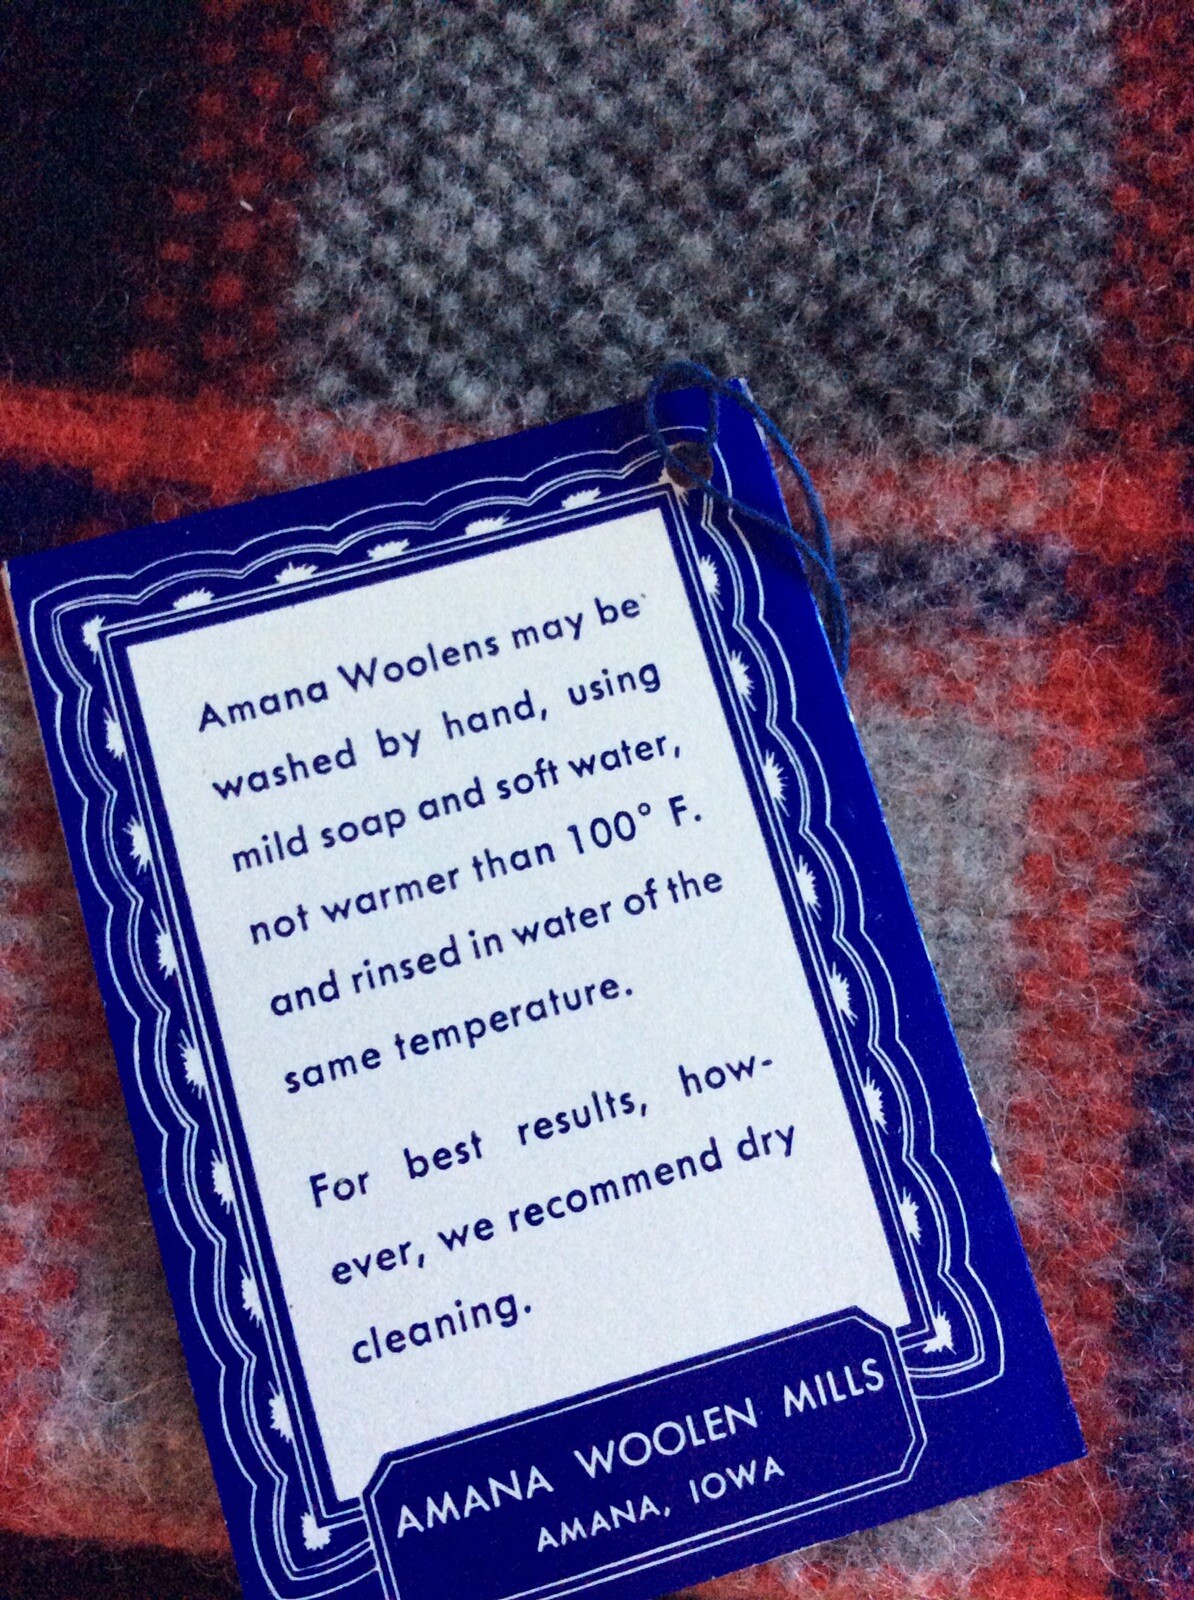 Amana Woolens may be
washed by hand, using
mild soap and soft water,
not warmer than 100° F.
and rinsed in water of the
same temperature.
For best results, how-
ever, we recommend dry
cleaning.
AMANA WOOLEN MILLS
AMANA, IOWA